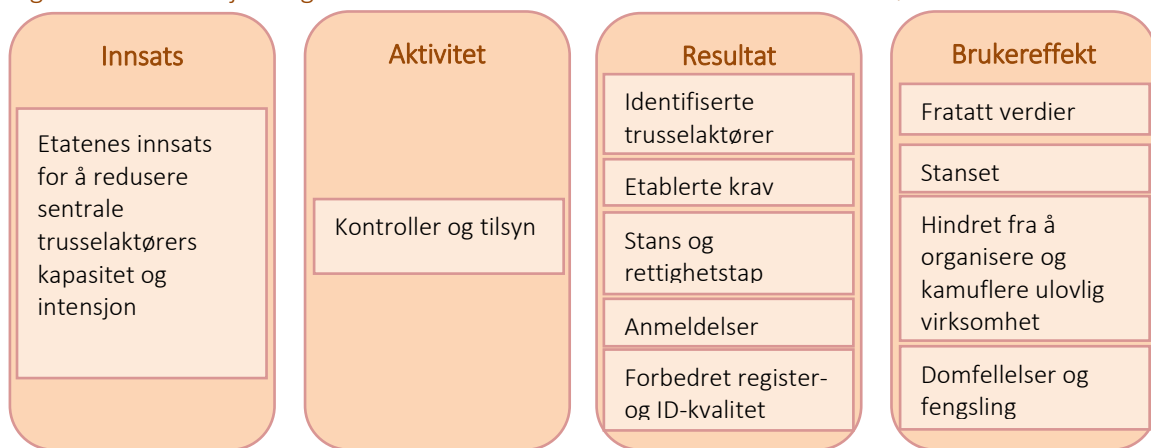 Innsats
Etatenes innsats
for å redusere
sentrale
trusselaktørers
kapasitet og
intensjon
Aktivitet
Kontroller og tilsyn
Resultat
Identifiserte
trusselaktører
Etablerte krav
Stans og
rettighetstap
Anmeldelser
Forbedret register-
og ID-kvalitet
Brukereffekt
Fratatt verdier
Stanset
Hindret fra å
organisere og
kamuflere ulovlig
virksomhet
Domfellelser og
fengsling